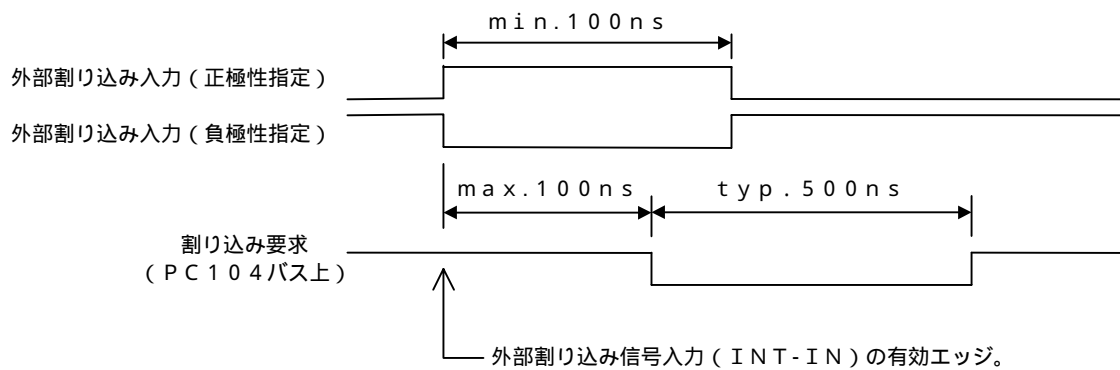 min.100ns
外部割り込み入力(正極性指定)
外部割り込み入力(負極性指定)
max.100ns
typ.500ns
割り込み要求
(PC104バス上)
外部割り込み信号入力(INT-IN)の有効エッジ。